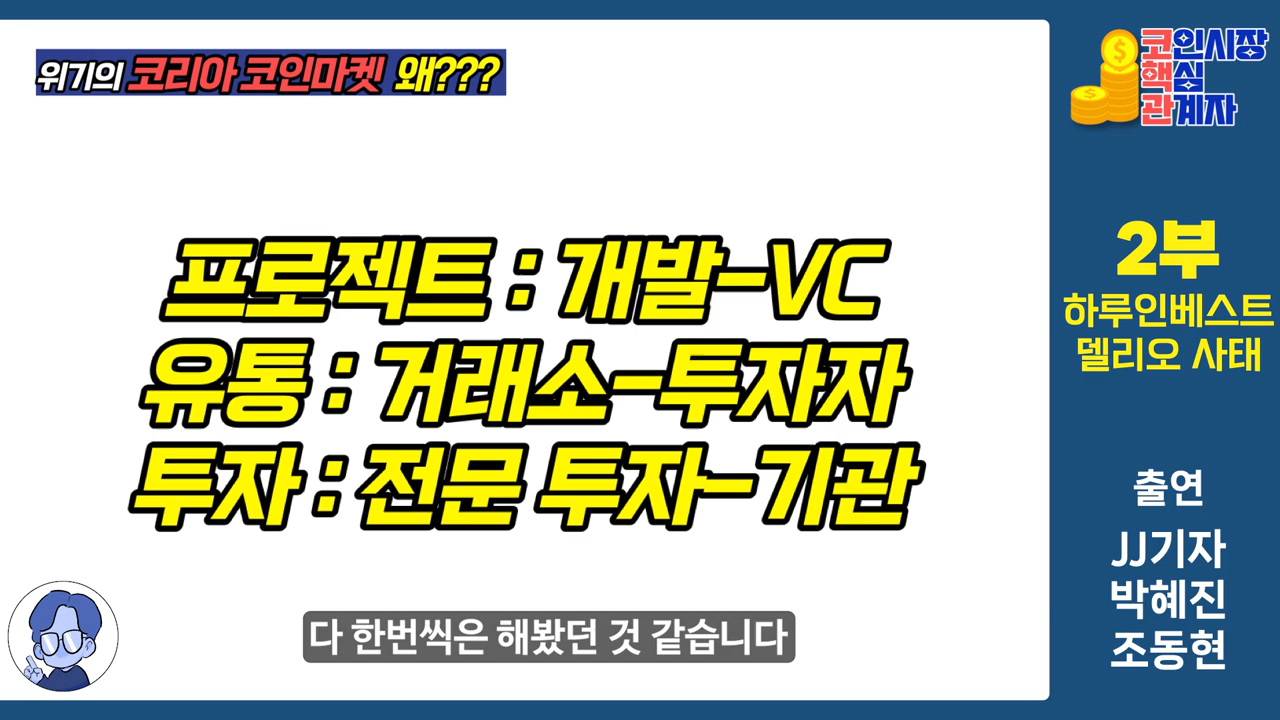 위기의 코리아 코인마켓 왜???
코인시장
핵심
관계자
프로젝트 : 개발-VC
유통 : 거래소-투자자
투자 : 전문 투자-기관
다 한번씩은 해봤던 것 같습니다
2부
하루인베스트
델리오 사태
출연
JJ기자
박혜진
조동현